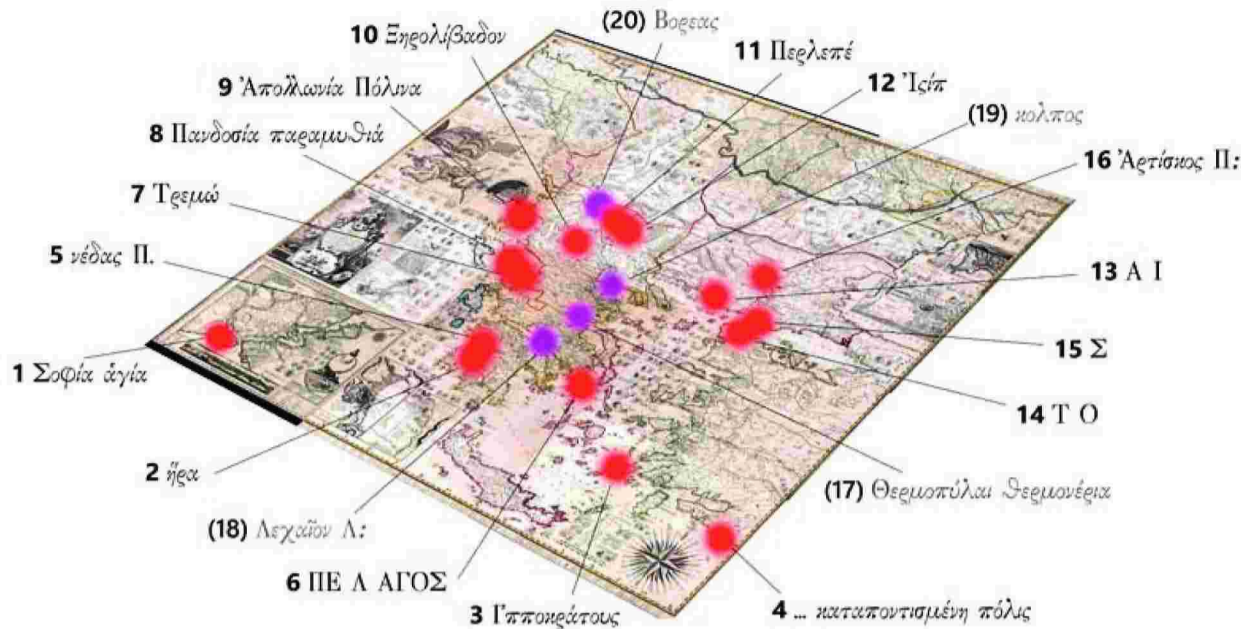 (20) Βορεας
10 Ξηρολίβαδον
11 Περλεπέ
9 Ἀπολλωνία Πόλινα
12 Ἰςίπ
(19) κολπος
8 Πανδοσία παραμυθιά
16 Ἀρτίσκος Π:
7 Τρεμώ
5 νέδας Π.
13 Α Ι
15 Σ
1 Σοφία ἁγία
14 Τ Ο
2 ἥρα
(17) Θερμοπύλαι θερμονέρια
(18) Λεχαῖον Λ:
6 ΠΕ Λ ΑΓΟΣ
3 Γπποκράτους
4 ... καταποντισμένη πόλις